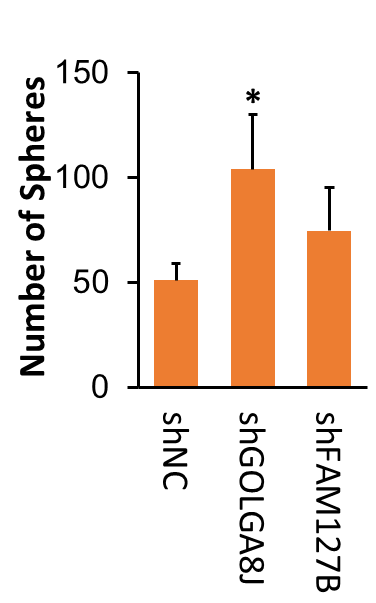 Number of Spheres
150
100
50
0
*
shNC
shGOLGA8J
shFAM127B